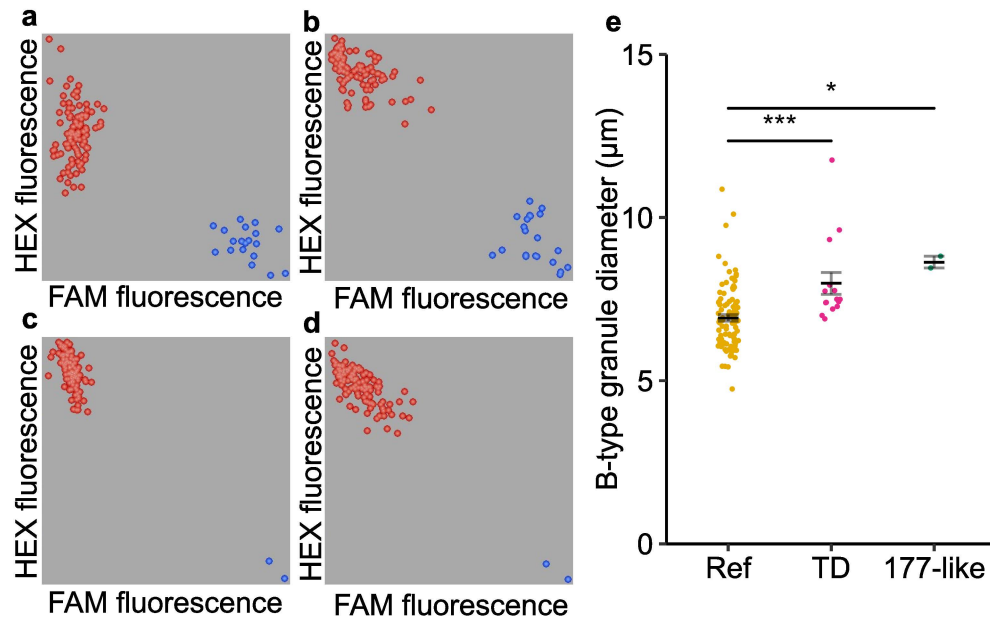 a
HEX fluorescence
FAM fluorescence
b
HEX fluorescence
FAM fluorescence
c
HEX fluorescence
FAM fluorescence
d
HEX fluorescence
FAM fluorescence
e
B-type granule diameter (μm)
15
10
5
0
*
***
Ref TD 177-like